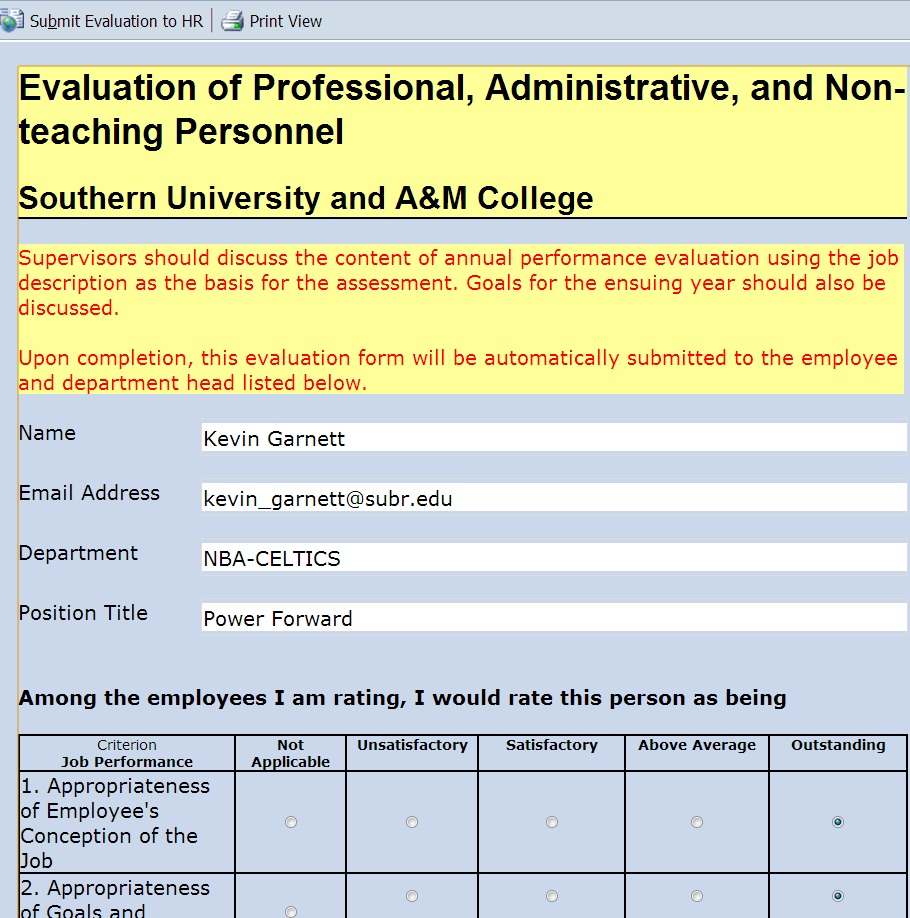 Submit Evaluation to HR Print View
Evaluation of Professional, Administrative, and Non-
teaching Personnel
Southern University and A&M College
Supervisors should discuss the content of annual performance evaluation using the job
description as the basis for the assessment. Goals for the ensuing year should also be
discussed.
Upon completion, this evaluation form will be automatically submitted to the employee
and department head listed below.
Name Kevin Garnett
Email Address kevin_garnett@subr.edu
Department NBA-CELTICS
Position Title Power Forward
Among the employees I am rating, I would rate this person as being
Criterion Not Unsatisfactory Satisfactory Above Average Outstanding
Job Performance Applicable
1. Appropriateness
of Employee's
Conception of the
Job
2. Appropriateness
of Goals and